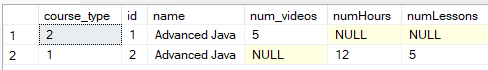 course_type id name num_videos numHours numLessons
1 2 1 Advanced Java 5 NULL NULL
2 1 2 Advanced Java NULL 12 5